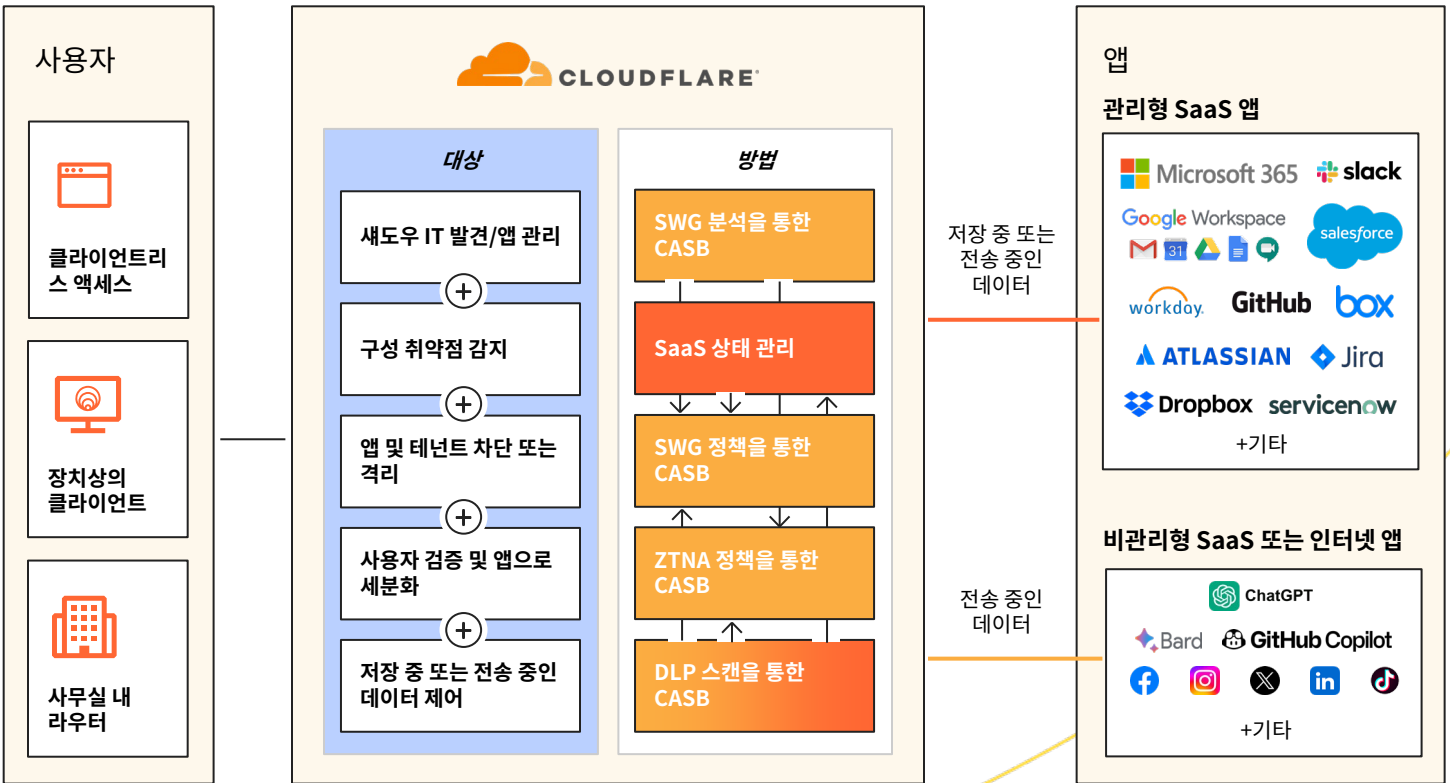 사용자
클라이언트리
스 액세스
장치상의
클라이언트
사무실 내
라우터
CLOUDFLARE
대상
섀도우 IT 발견/앱 관리
구성 취약점 감지
앱 및 테넌트 차단 또는
격리
사용자 검증 및 앱으로
세분화
저장 중 또는 전송 중인
데이터 제어
방법
SWG 분석을 통한
CASB
SaaS 상태 관리
SWG 정책을 통한
CASB
ZTNA 정책을 통한
CASB
DLP 스캔을 통한
CASB
저장 중 또는
전송 중인
데이터
전송 중인
데이터
앱
관리형 SaaS 앱
Microsoft 365 slack
Google Workspace
salesforce
31
workday. GitHub box
ATLASSIAN Jira
Dropbox servicenow
+기타
비관리형 SaaS 또는 인터넷 앱
ChatGPT
Bard GitHub Copilot
in
+기타